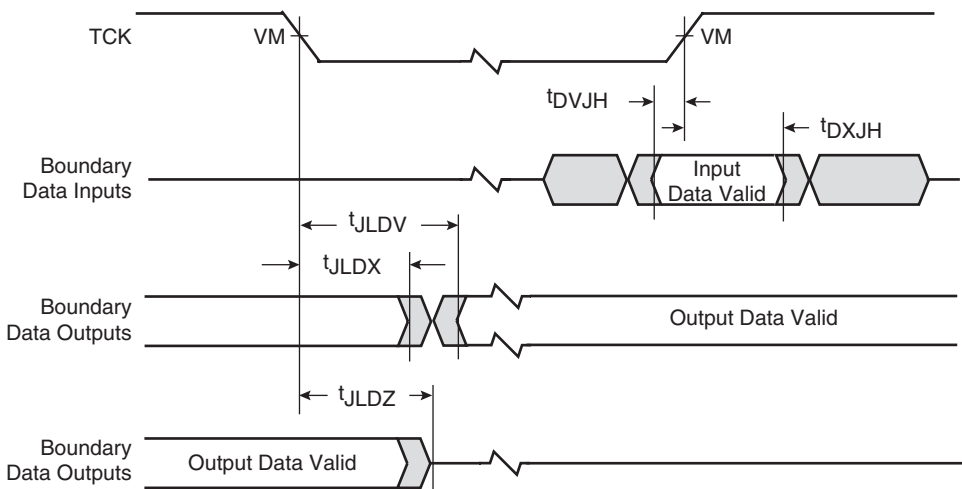 TCK
VM
VM
tDVJH
tDXJH
Boundary
Data Inputs
Input
Data Valid
tJLDV
tJLDX
Boundary
Data Outputs
Output Data Valid
tJLDZ
Boundary
Data Outputs
Output Data Valid